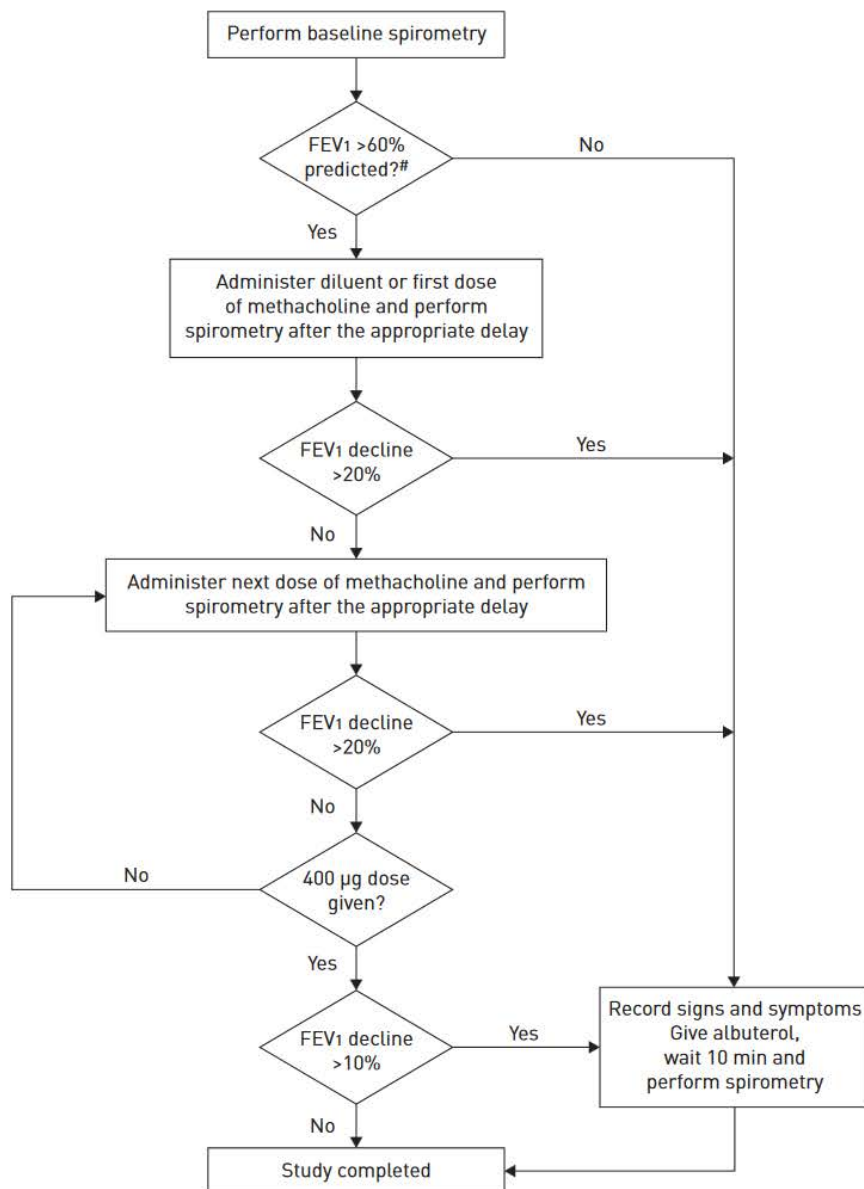 Perform baseline spirometry
FEV1 >60%
predicted?#
No
Yes
Administer diluent or first dose
of methacholine and perform
spirometry after the appropriate delay
FEV1 decline
>20%
Yes
No
Administer next dose of methacholine and perform
spirometry after the appropriate delay
FEV1 decline
>20%
Yes
No
400 µg dose
given?
No
Yes
FEV1 decline
>10%
Yes
Record signs and symptoms
Give albuterol,
wait 10 min and
perform spirometry
No
Study completed